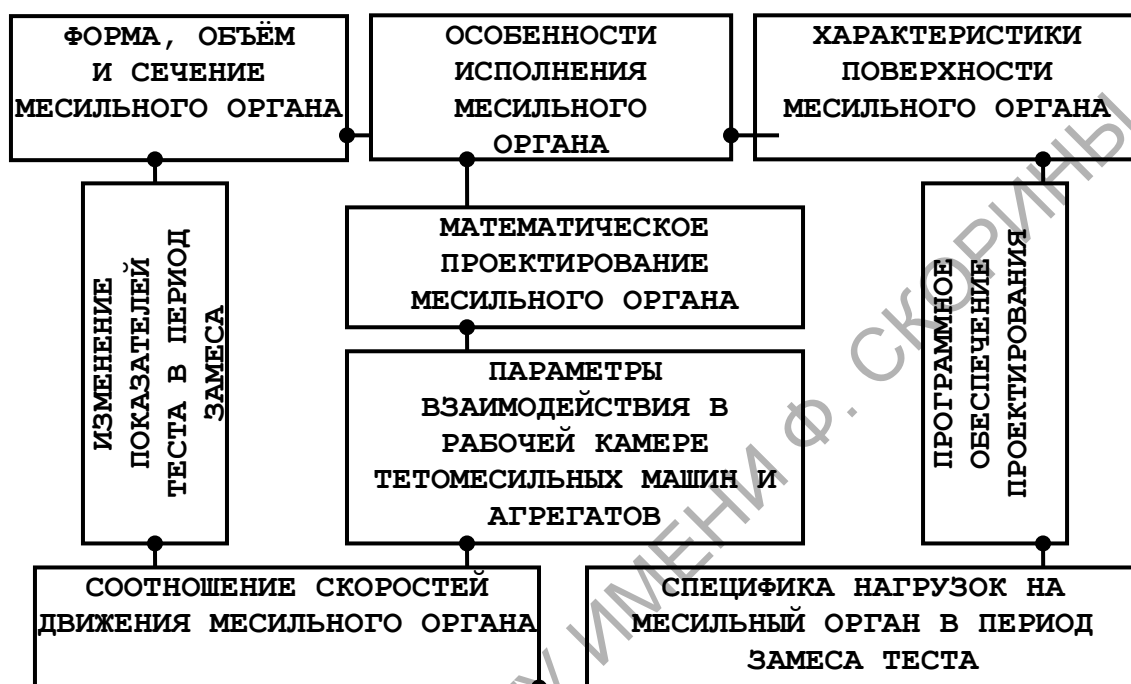 ФОРМА, ОБЪЁМ
И СЕЧЕНИЕ
МЕСИЛЬНОГО ОРГАНА
ОСОБЕННОСТИ
ИСПОЛНЕНИЯ
МЕСИЛЬНОГО
ОРГАНА
ХАРАКТЕРИСТИКИ
ПОВЕРХНОСТИ
МЕСИЛЬНОГО ОРГАНА
ИЗМЕНЕНИЕ
ПОКАЗАТЕЛЕЙ
ТЕСТА В ПЕРИОД
ЗАМЕСА
МАТЕМАТИЧЕСКОЕ
ПРОЕКТИРОВАНИЕ
МЕСИЛЬНОГО ОРГАНА
ПАРАМЕТРЫ
ВЗАИМОДЕЙСТВИЯ В
РАБОЧЕЙ КАМЕРЕ
ТЕТОМЕСИЛЬНЫХ МАШИН И
АГРЕГАТОВ
ПРОГРАММНОЕ
ОБЕСПЕЧЕНИЕ
ПРОЕКТИРОВАНИЯ
СООТНОШЕНИЕ СКОРОСТЕЙ
ДВИЖЕНИЯ МЕСИЛЬНОГО ОРГАНА
СПЕЦИФИКА НАГРУЗОК НА
МЕСИЛЬНЫЙ ОРГАН В ПЕРИОД
ЗАМЕСА ТЕСТА
ИМЕНИ Ф. СКОРИНЫ